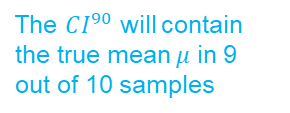 The CI⁹⁰ will contain
the true mean μ in 9
out of 10 samples